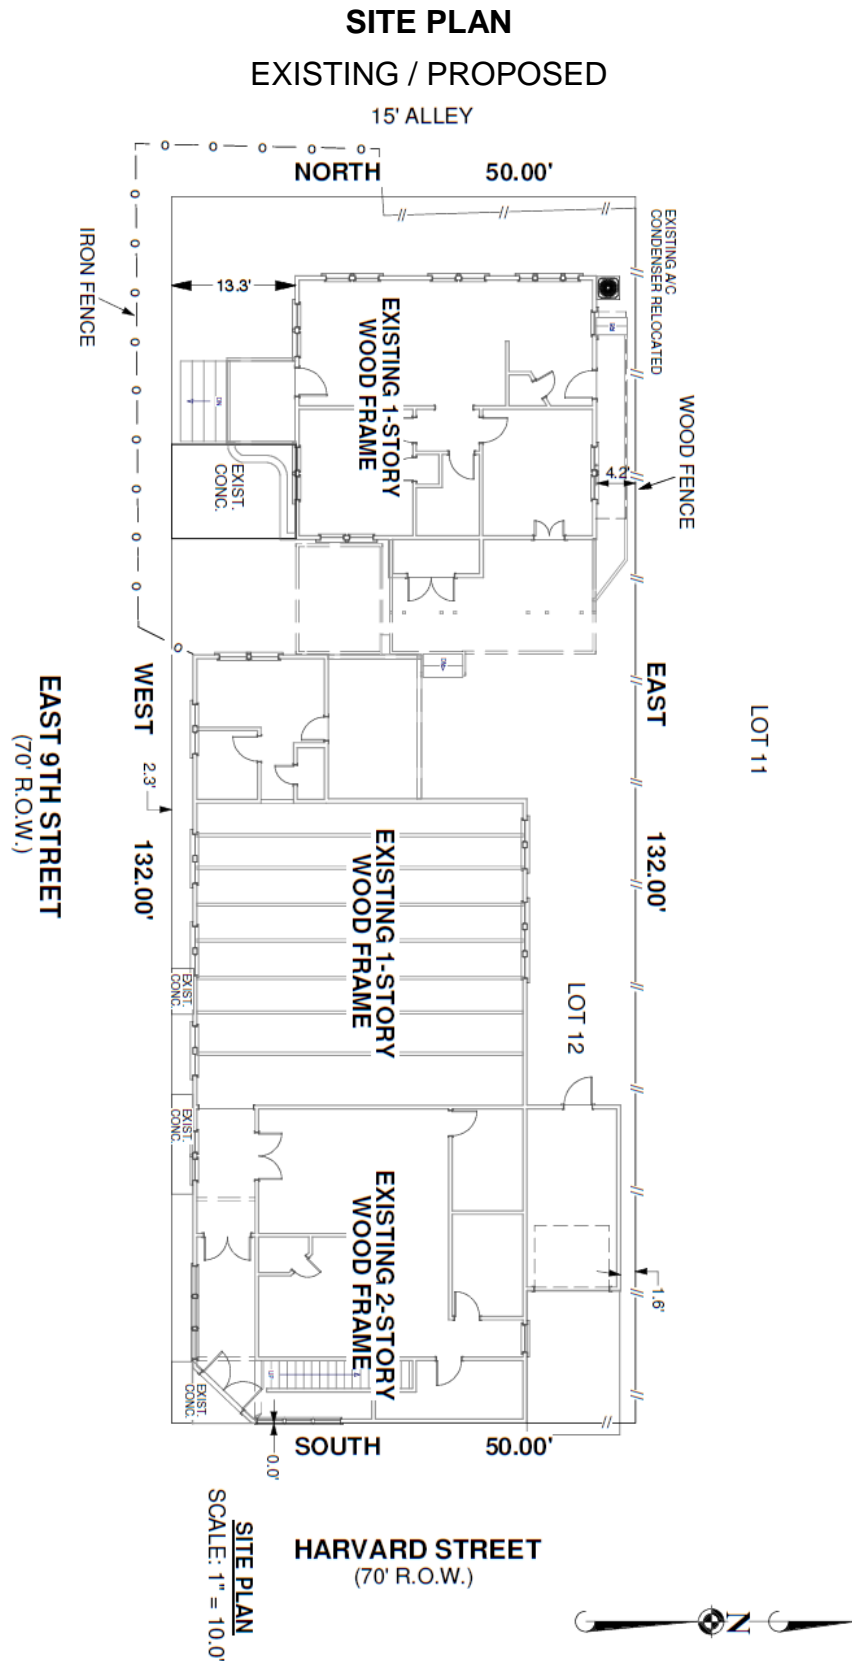 SITE PLAN
EXISTING / PROPOSED
15' ALLEY
NORTH 50.00'
EXISTING A/C
CONDENSER RELOCATED
IRON FENCE
13.3'
EXISTING 1-STORY
WOOD FRAME
WOOD FENCE
DN
4.2'
EXIST.
CONC.
WEST
EAST
LOT 11
EAST 9TH STREET
(70' R.O.W.)
2.3'
132.00'
132.00'
EXISTING 1-STORY
WOOD FRAME
EXIST.
CONC.
LOT 12
EXIST.
CONC.
EXISTING 2-STORY
WOOD FRAME
1.6'
UP
EXIST.
CONC.
SOUTH 50.00'
0.0'
SITE PLAN
SCALE: 1" = 10.0'
HARVARD STREET
(70' R.O.W.)
N